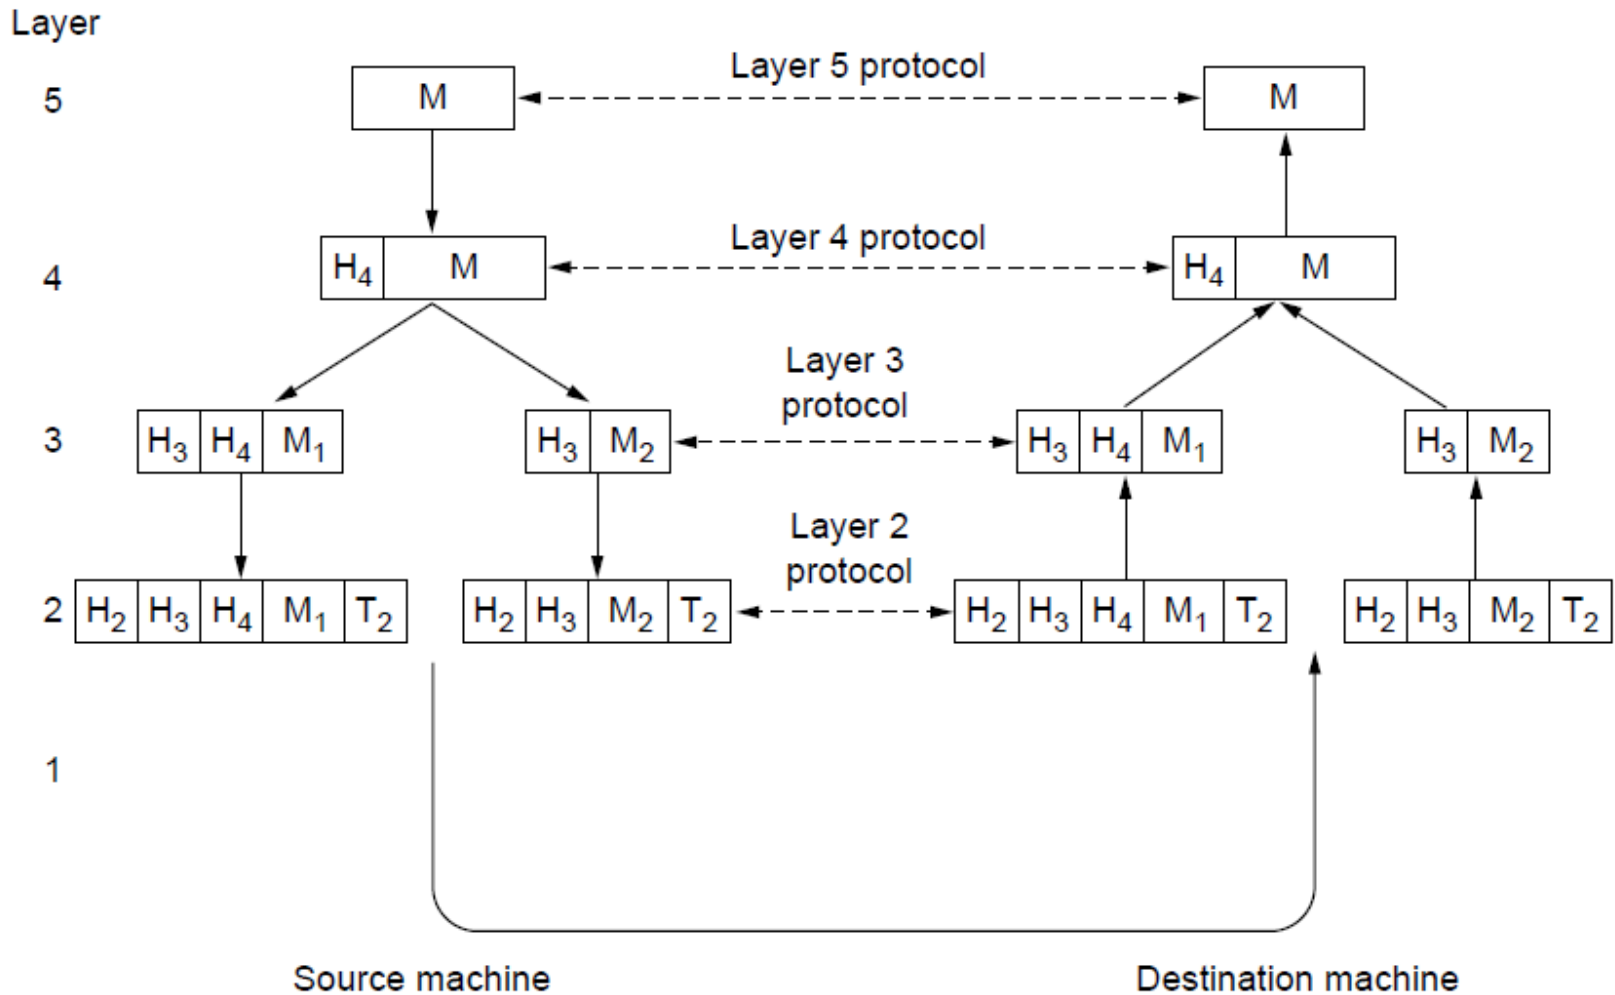 Layer
5 M Layer 5 protocol M
4 H4 M Layer 4 protocol H4 M
Layer 3
protocol
3 H3 H4 M1 H3 M2 H3 H4 M1 H3 M2
Layer 2
protocol
2 H2 H3 H4 M1 T2 H2 H3 M2 T2 H2 H3 H4 M1 T2 H2 H3 M2 T2
1
Source machine Destination machine